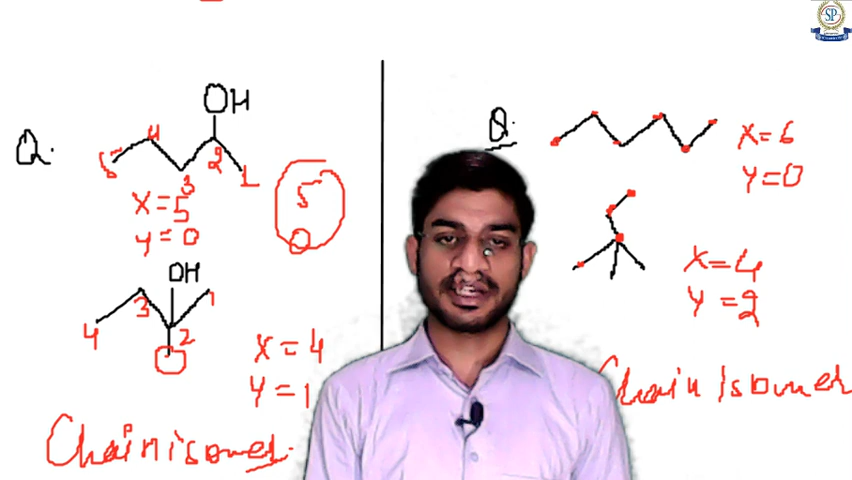 SP
Q.
OH
5 4 3 2 1
X=5
Y=0
5
0
OH
4 3 2 1
X=4
Y=1
Chain isomer.
Q.
X=6
Y=0
X=4
Y=2
Chain isomer